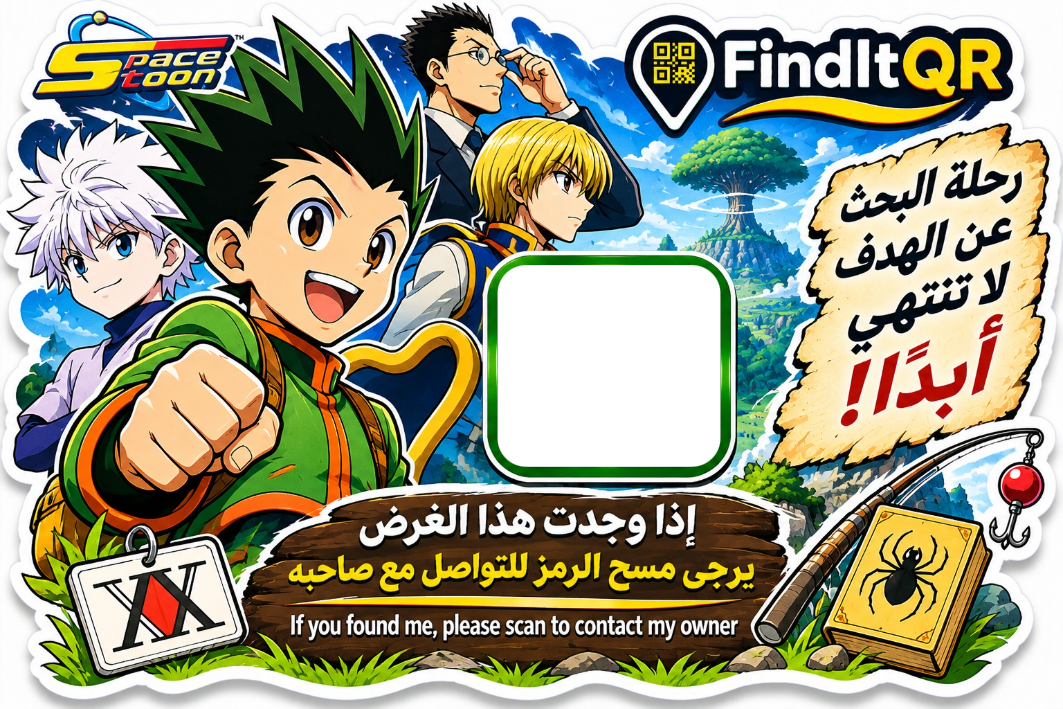 Space Toon™
FindItQR
رحلة البحث
عن الهدف
لا تنتهي
أبدًا!
إذا وجدت هذا الغرض
يرجى مسح الرمز للتواصل مع صاحبه
If you found me, please scan to contact my owner